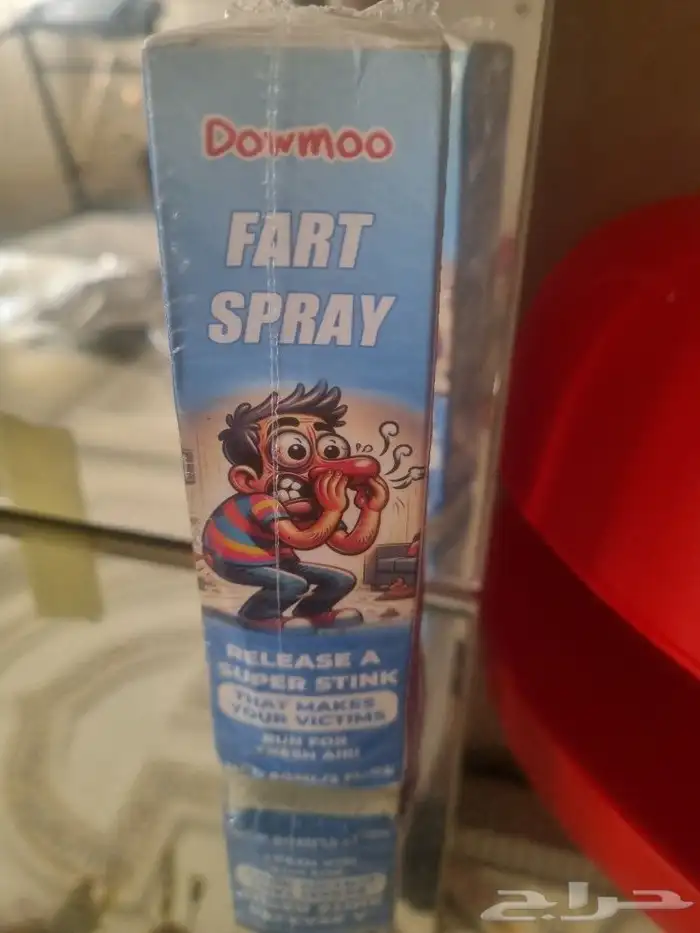 Dowmoo
FART
SPRAY
RELEASE A
SUPER STINK
THAT MAKES
YOUR VICTIMS
RUN FOR
FRESH AIR!
حراج